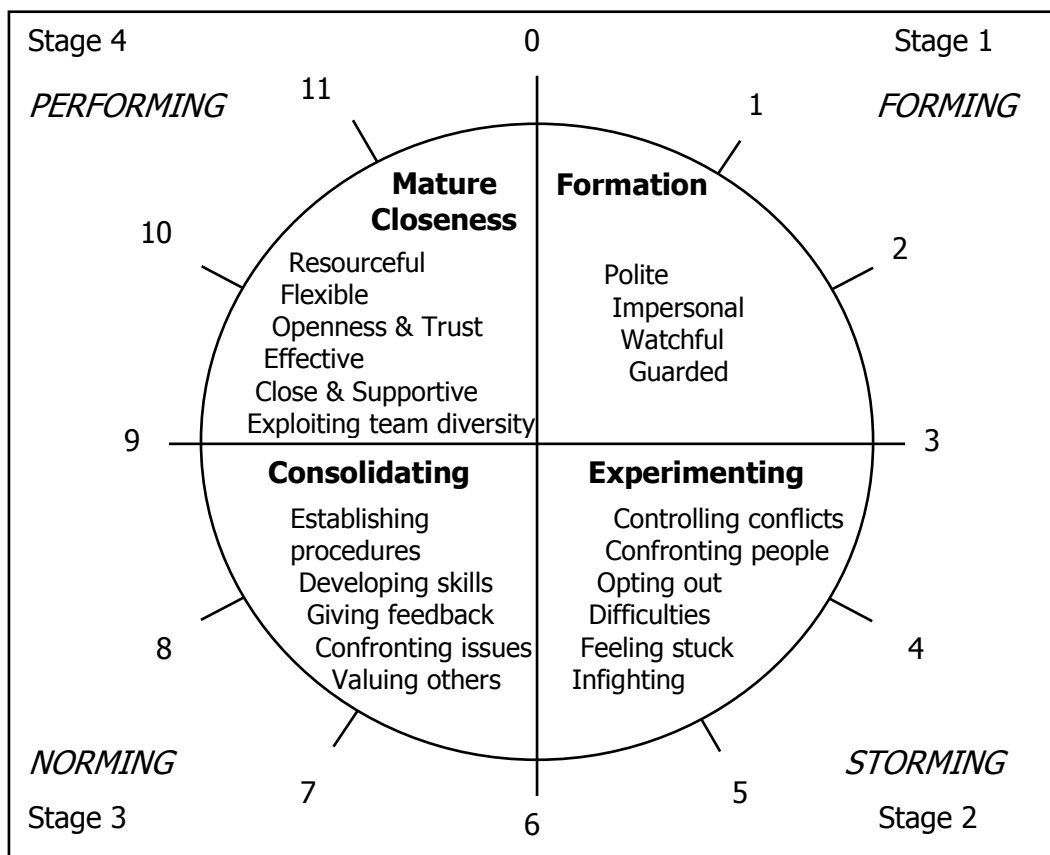 Stage 4
0
Stage 1
PERFORMING
11
1
FORMING
Mature
Closeness
Formation
10
2
Resourceful
Flexible
Openness & Trust
Effective
Close & Supportive
Exploiting team diversity
Polite
Impersonal
Watchful
Guarded
9
3
Consolidating
Experimenting
Establishing
procedures
Developing skills
Giving feedback
Confronting issues
Valuing others
Controlling conflicts
Confronting people
Opting out
Difficulties
Feeling stuck
Infighting
8
4
NORMING
7
5
STORMING
Stage 3
6
Stage 2